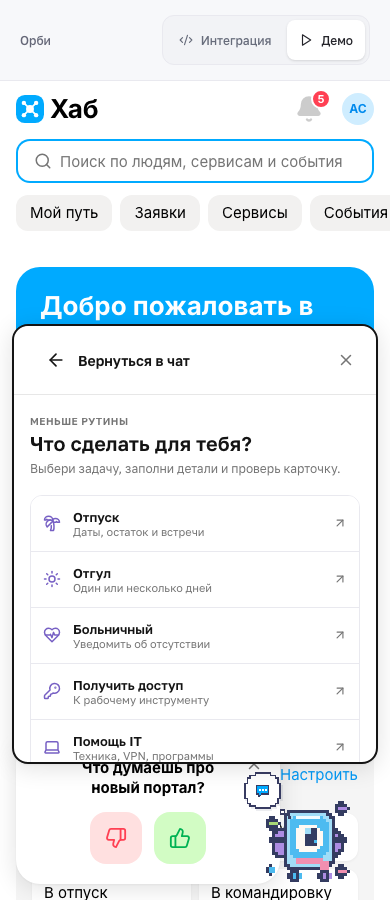 Орби
Интеграция
Демо
Хаб
5
АС
Поиск по людям, сервисам и события
Мой путь
Заявки
Сервисы
События
Добро пожаловать в
Вернуться в чат
МЕНЬШЕ РУТИНЫ
Что сделать для тебя?
Выбери задачу, заполни детали и проверь карточку.
Отпуск
Даты, остаток и встречи
Отгул
Один или несколько дней
Больничный
Уведомить об отсутствии
Получить доступ
К рабочему инструменту
Помощь IT
Техника, VPN, программы
Что думаешь про
новый портал?
Настроить
В отпуск
В командировку